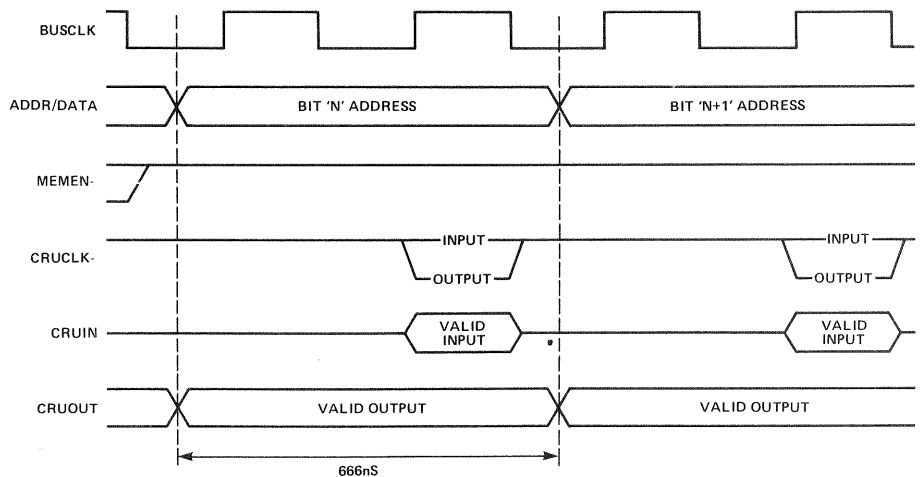 BUSCLK
ADDR/DATA
BIT 'N' ADDRESS
BIT 'N+1' ADDRESS
MEMEN-
CRUCLK-
INPUT
OUTPUT
INPUT
OUTPUT
CRUIN
VALID
INPUT
VALID
INPUT
CRUOUT
VALID OUTPUT
VALID OUTPUT
666nS